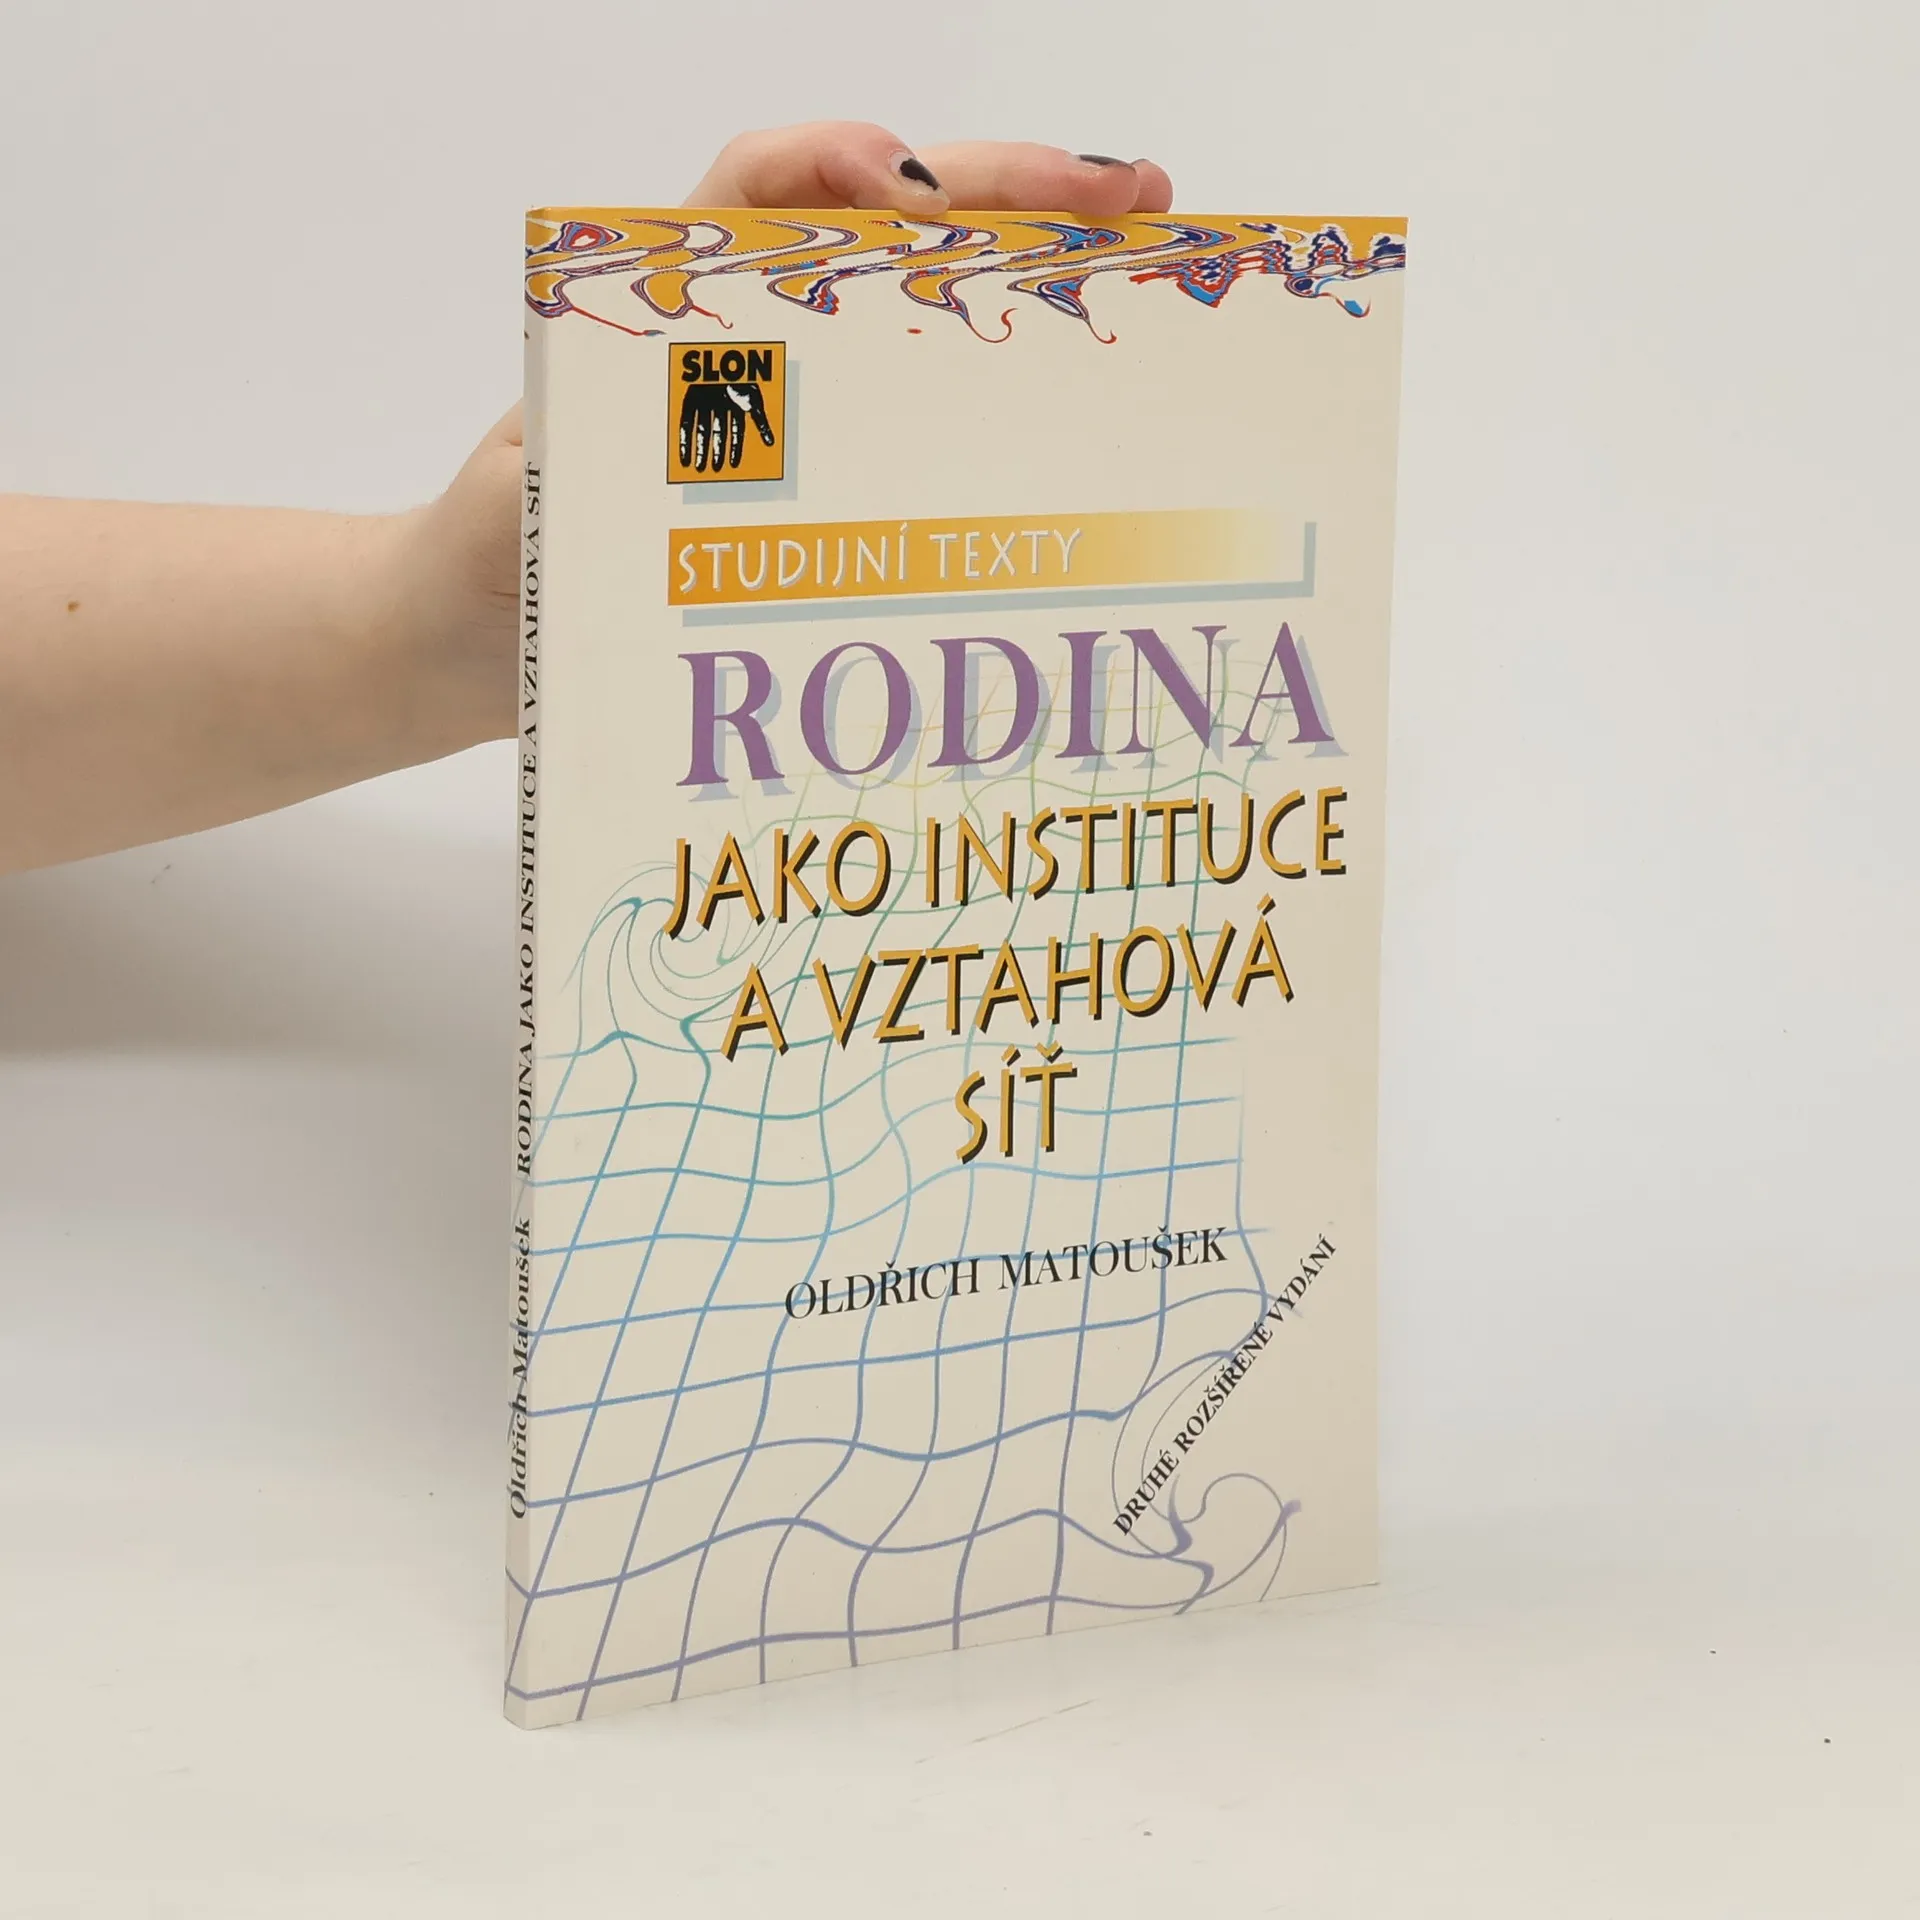 SLON
STUDIJNÍ TEXTY
RODINA
JAKO INSTITUCE
A VZTAHOVÁ
SÍŤ
OLDŘICH MATOUŠEK
DRUHÉ ROZŠÍŘENÉ VYDÁNÍ
Oldřich Matoušek RODINA JAKO INSTITUCE A VZTAHOVÁ SÍŤ